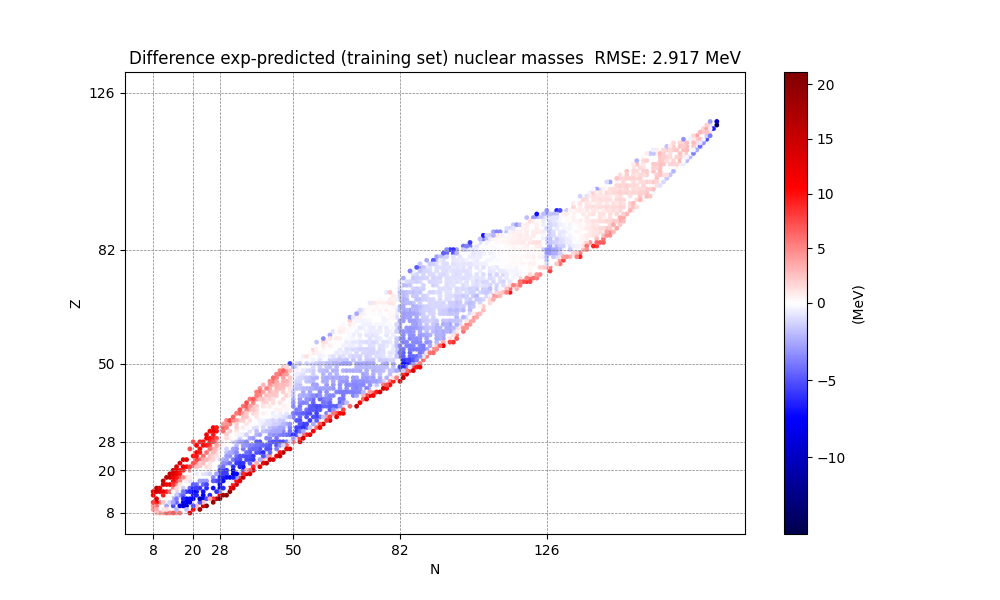 Difference exp-predicted (training set) nuclear masses  RMSE: 2.917 MeV
126
82
50
28
20
8
Z
8 20 28 50 82 126
N
20
15
10
5
0
−5
−10
(MeV)